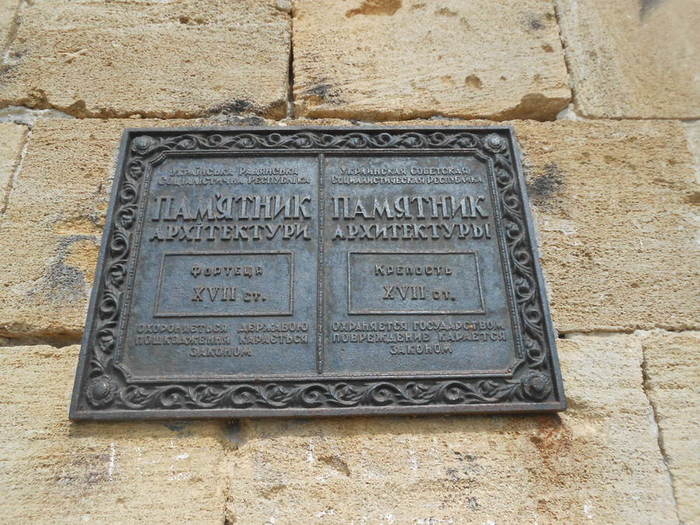 Українська Радянська
Соціалістична Республіка
ПАМ'ЯТНИК
АРХІТЕКТУРИ
Фортеця
XVII ст.
ОХОРОНЯЄТЬСЯ ДЕРЖАВОЮ
ПОШКОДЖЕННЯ КАРАЄТЬСЯ
ЗАКОНОМ
Украинская Советская
Социалистическая Республика
ПАМЯТНИК
АРХИТЕКТУРЫ
Крепость
XVII ст.
ОХРАНЯЕТСЯ ГОСУДАРСТВОМ
ПОВРЕЖДЕНИЕ КАРАЕТСЯ
ЗАКОНОМ